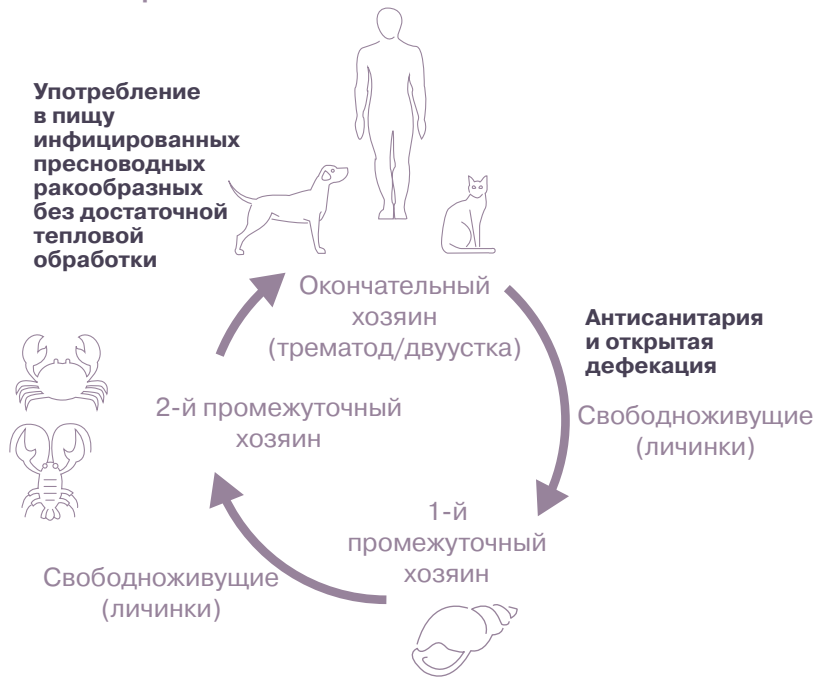 Употребление
в пищу
инфицированных
пресноводных
ракообразных
без достаточной
тепловой
обработки
Окончательный
хозяин
(трематод/двуустка)
Антисанитария
и открытая
дефекация
Свободноживущие
(личинки)
2-й промежуточный
хозяин
1-й
промежуточный
хозяин
Свободноживущие
(личинки)